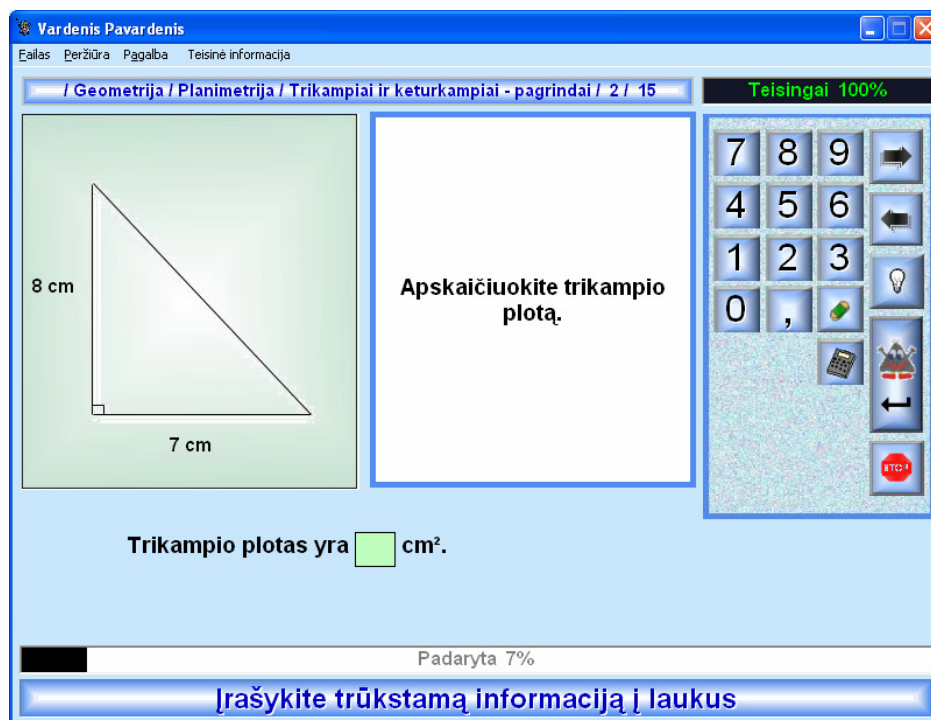 Vardenis Pavardenis
Failas Peržiūra Pagalba Teisinė informacija
/ Geometrija / Planimetrija / Trikampiai ir keturkampiai - pagrindai / 2 / 15
Teisingai 100%
8 cm
7 cm
Apskaičiuokite trikampio
plotą.
7 8 9
4 5 6
1 2 3
0 ,
STOP
Trikampio plotas yra cm².
Padaryta 7%
Įrašykite trūkstamą informaciją į laukus